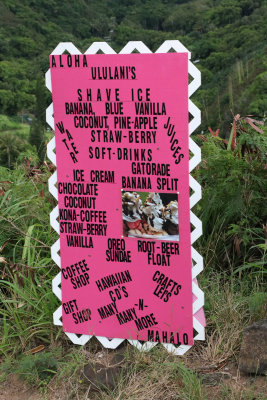 ALOHA
ULULANI'S
SHAVE ICE
BANANA, BLUE VANILLA
COCONUT, PINE-APPLE
STRAW-BERRY
WATER
JUICES
SOFT-DRINKS
GATORADE
ICE CREAM
BANANA SPLIT
CHOCOLATE
COCONUT
KONA-COFFEE
STRAW-BERRY
VANILLA
OREO
SUNDAE
ROOT-BEER
FLOAT
COFFEE
SHOP
HAWAIIAN
CD'S
CRAFTS
GIFT
SHOP
MANY
MANY-N-
MORE
MAHALO